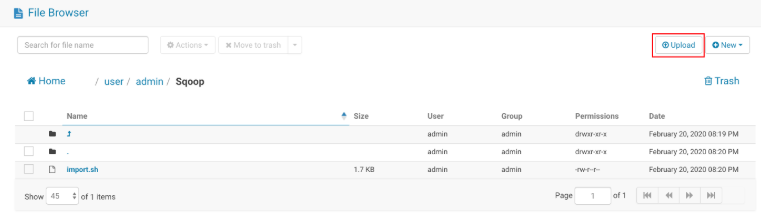 File Browser
Search for file name Actions Move to trash Upload New
Home / user / admin / Sqoop Trash
Name Size User Group Permissions Date
admin admin drwxr-xr-x February 20, 2020 08:19 PM
. admin admin drwxr-xr-x February 20, 2020 08:20 PM
import.sh 1.7 KB admin admin -rw-r--r-- February 20, 2020 08:20 PM
Show 45 of 1 items Page 1 of 1